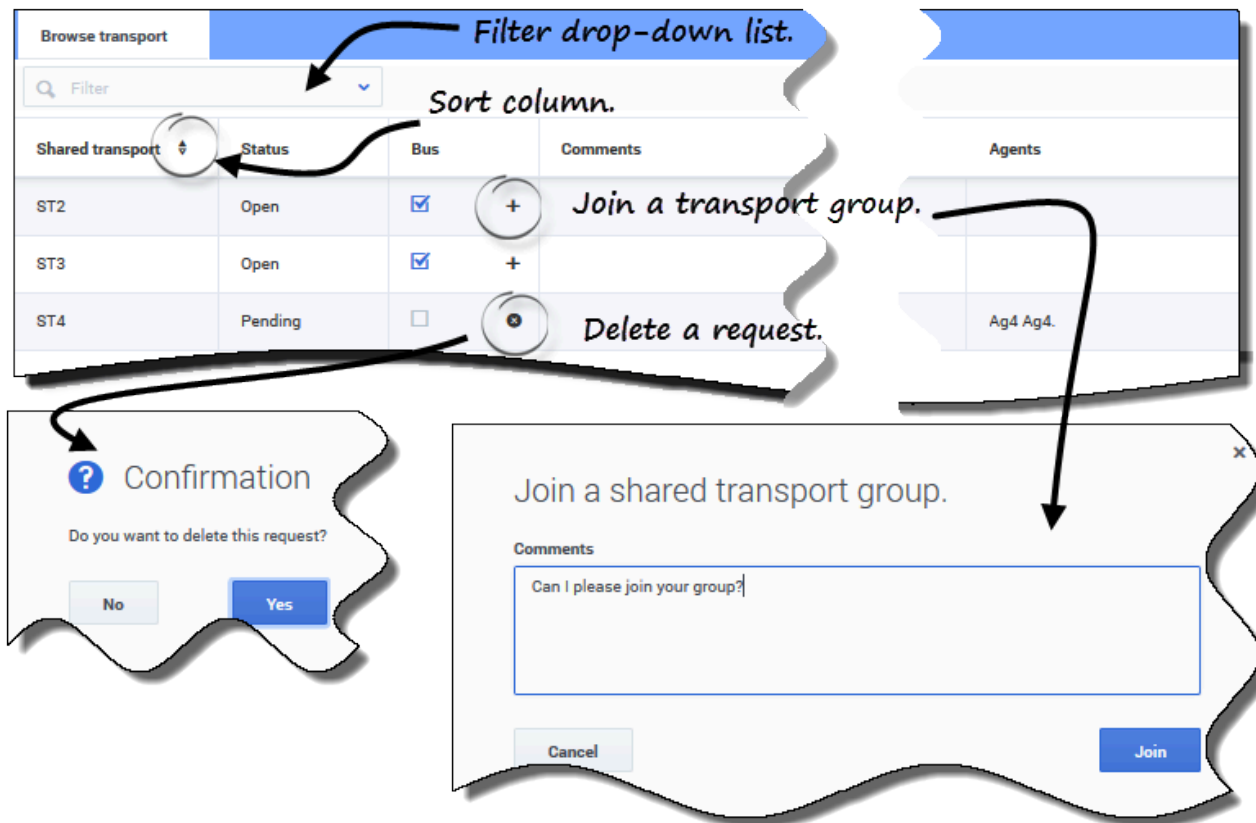 Browse transport
Filter drop-down list.
Filter
Sort column.
Shared transport Status Bus Comments Agents
ST2 Open + Join a transport group.
ST3 Open +
ST4 Pending Delete a request. Ag4 Ag4.
? Confirmation
Do you want to delete this request?
No Yes
×
Join a shared transport group.
Comments
Can I please join your group?
Cancel Join